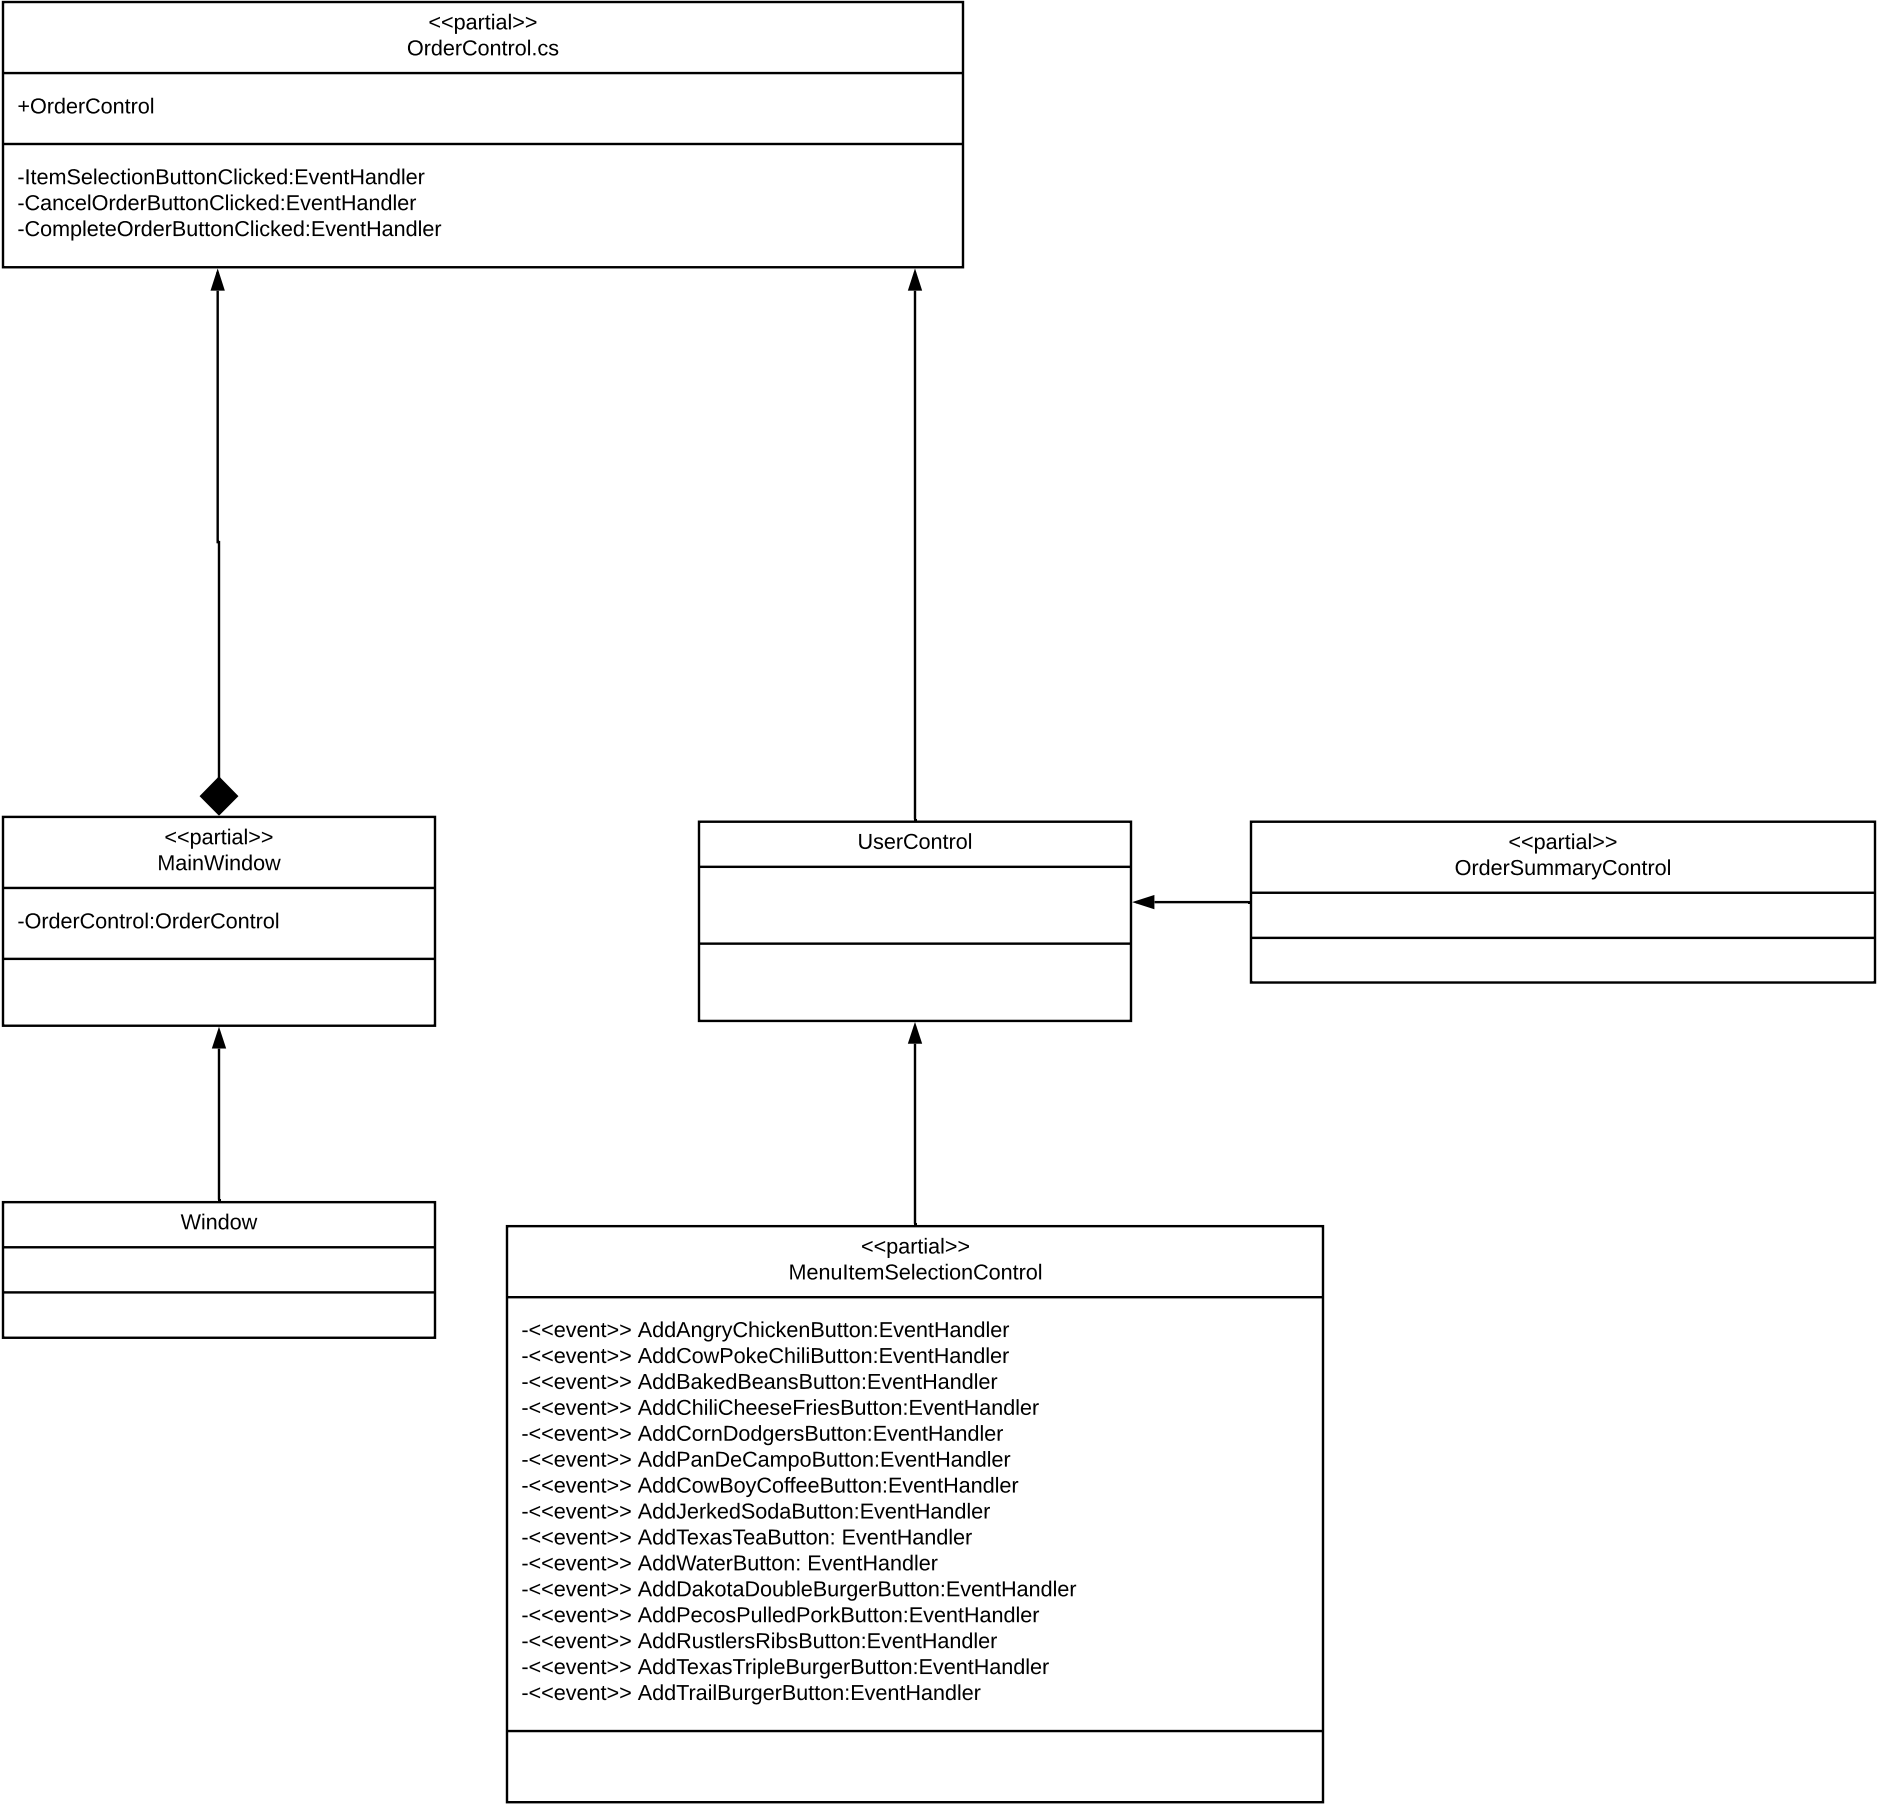 <<partial>>
OrderControl.cs
+OrderControl
-ItemSelectionButtonClicked:EventHandler
-CancelOrderButtonClicked:EventHandler
-CompleteOrderButtonClicked:EventHandler
<<partial>>
MainWindow
-OrderControl:OrderControl
UserControl
<<partial>>
OrderSummaryControl
Window
<<partial>>
MenuItemSelectionControl
-<<event>> AddAngryChickenButton:EventHandler
-<<event>> AddCowPokeChiliButton:EventHandler
-<<event>> AddBakedBeansButton:EventHandler
-<<event>> AddChiliCheeseFriesButton:EventHandler
-<<event>> AddCornDodgersButton:EventHandler
-<<event>> AddPanDeCampoButton:EventHandler
-<<event>> AddCowBoyCoffeeButton:EventHandler
-<<event>> AddJerkedSodaButton:EventHandler
-<<event>> AddTexasTeaButton: EventHandler
-<<event>> AddWaterButton: EventHandler
-<<event>> AddDakotaDoubleBurgerButton:EventHandler
-<<event>> AddPecosPulledPorkButton:EventHandler
-<<event>> AddRustlersRibsButton:EventHandler
-<<event>> AddTexasTripleBurgerButton:EventHandler
-<<event>> AddTrailBurgerButton:EventHandler